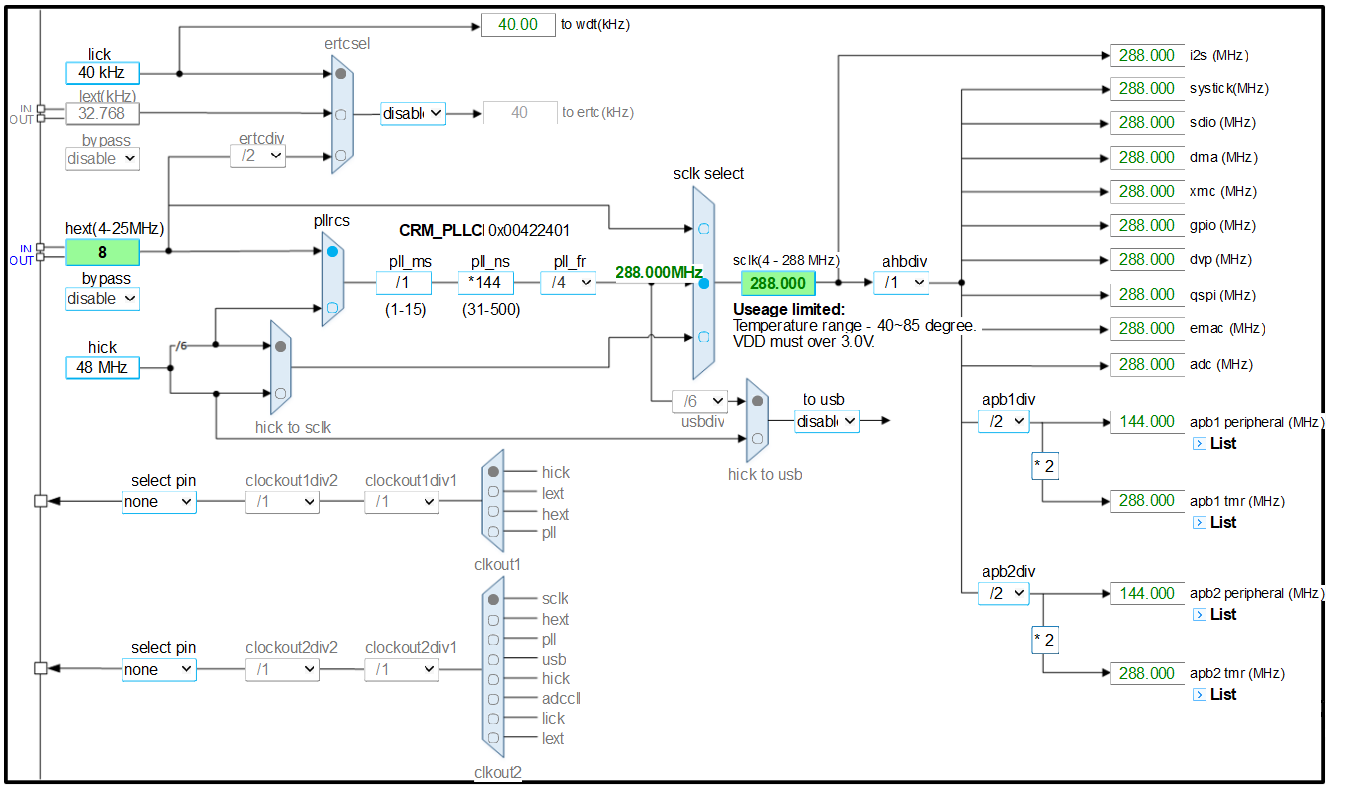 40.00 to wdt(kHz)
ertcsel
lick
40 kHz
lext(kHz)
IN
OUT
32.768
disabl
40 to ertc(kHz)
bypass
disable
ertcdiv
/2
sclk select
hext(4-25MHz)
IN
OUT
8
bypass
disable
pllrcs
CRM_PLLC 0x00422401
pll_ms
/1
(1-15)
pll_ns
*144
(31-500)
pll_fr
/4
288.000MHz
sclk(4 - 288 MHz)
288.000
Useage limited:
Temperature range - 40~85 degree.
VDD must over 3.0V.
ahbdiv
/1
hick
48 MHz
/6
hick to sclk
/6
usbdiv
to usb
disabl
hick to usb
288.000 i2s (MHz)
288.000 systick(MHz)
288.000 sdio (MHz)
288.000 dma (MHz)
288.000 xmc (MHz)
288.000 gpio (MHz)
288.000 dvp (MHz)
288.000 qspi (MHz)
288.000 emac (MHz)
288.000 adc (MHz)
apb1div
/2
144.000 apb1 peripheral (MHz)
List
* 2
288.000 apb1 tmr (MHz)
List
apb2div
/2
144.000 apb2 peripheral (MHz)
List
* 2
288.000 apb2 tmr (MHz)
List
select pin
none
clockout1div2
/1
clockout1div1
/1
hick
lext
hext
pll
clkout1
select pin
none
clockout2div2
/1
clockout2div1
/1
sclk
hext
pll
usb
hick
adccll
lick
lext
clkout2